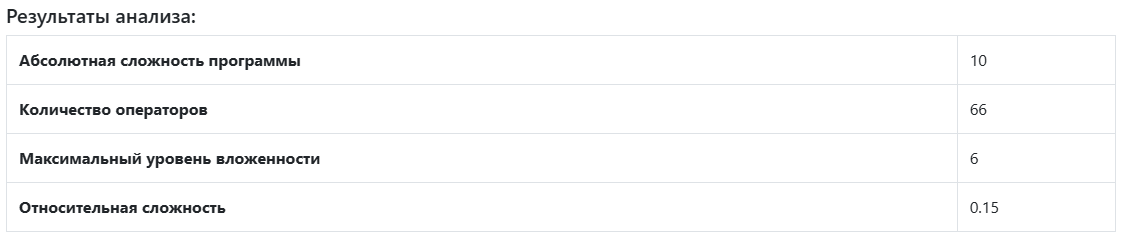 Результаты анализа:
Абсолютная сложность программы 10
Количество операторов 66
Максимальный уровень вложенности 6
Относительная сложность 0.15